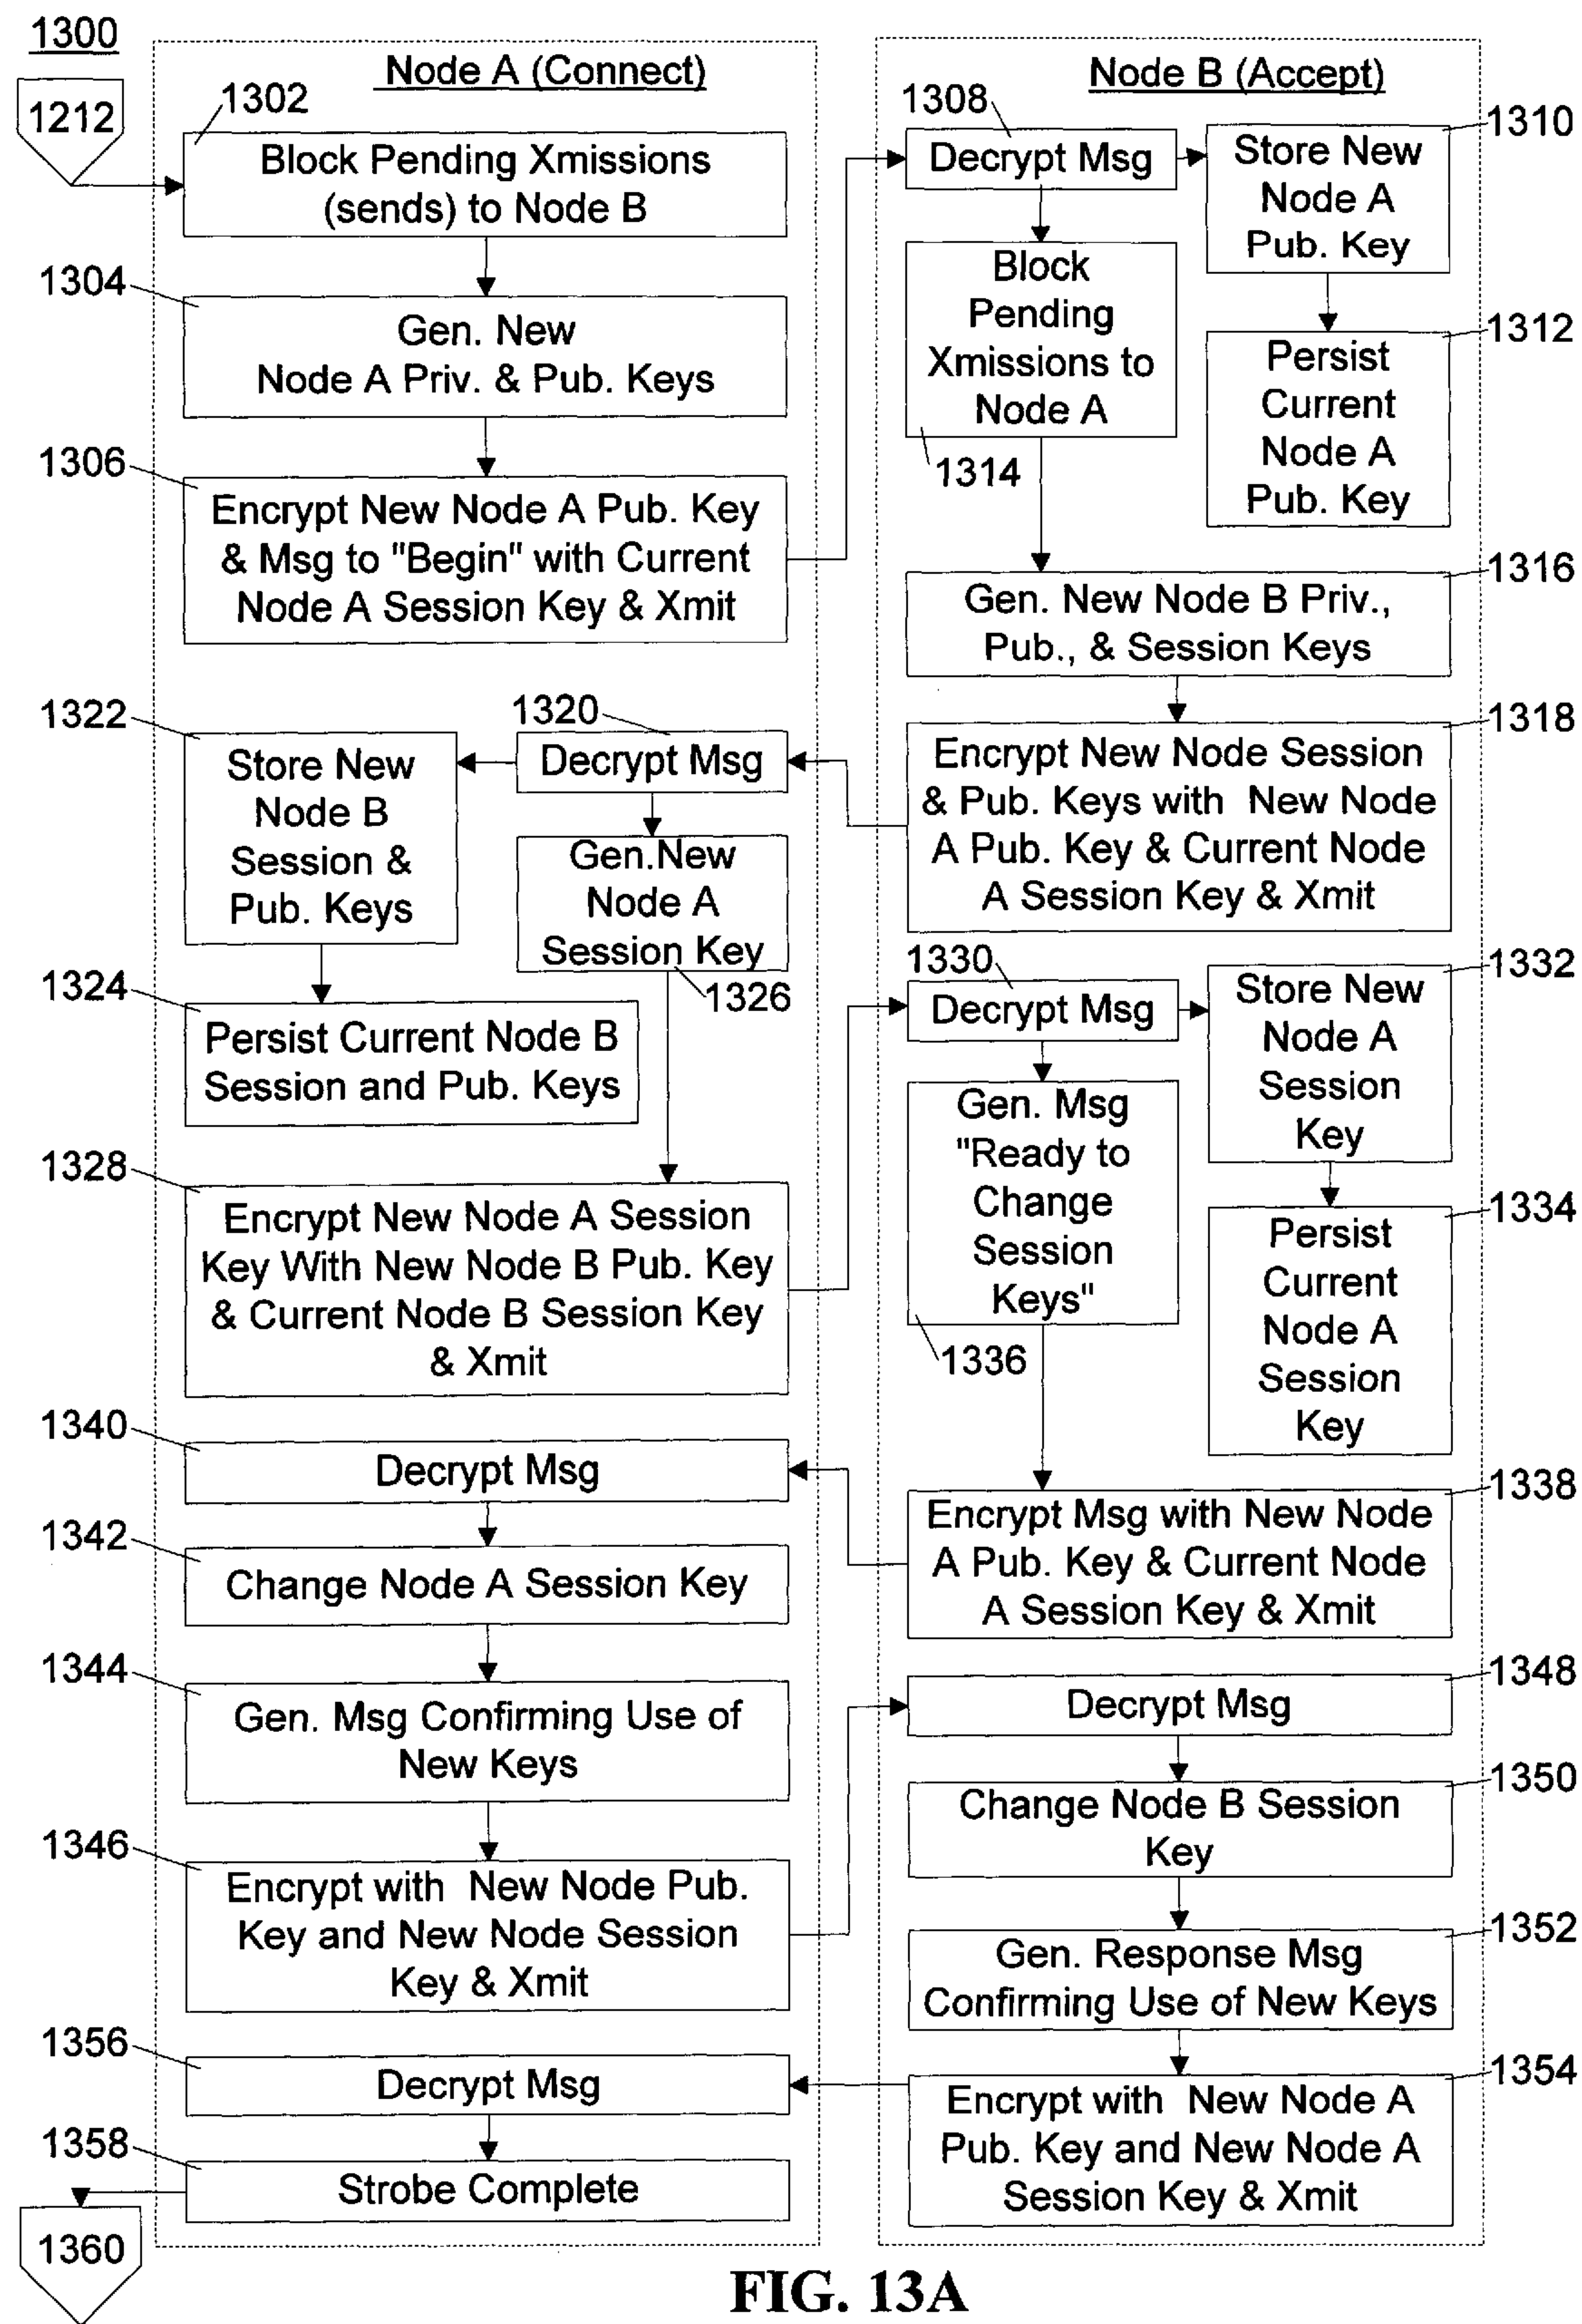 1300
1212
Node A (Connect)
1302
Block Pending Xmissions
(sends) to Node B
1304
Gen. New
Node A Priv. & Pub. Keys
1306
Encrypt New Node A Pub. Key
& Msg to "Begin" with Current
Node A Session Key & Xmit
Node B (Accept)
1308
Decrypt Msg
1310
Store New
Node A
Pub. Key
1312
Persist
Current
Node A
Pub. Key
Block
Pending
Xmissions to
Node A
1314
1316
Gen. New Node B Priv.,
Pub., & Session Keys
1318
Encrypt New Node Session
& Pub. Keys with New Node
A Pub. Key & Current Node
A Session Key & Xmit
1320
Decrypt Msg
1322
Store New
Node B
Session &
Pub. Keys
1324
Persist Current Node B
Session and Pub. Keys
Gen.New
Node A
Session Key
1326
1328
Encrypt New Node A Session
Key With New Node B Pub. Key
& Current Node B Session Key
& Xmit
1330
Decrypt Msg
1332
Store New
Node A
Session
Key
1334
Persist
Current
Node A
Session
Key
Gen. Msg
"Ready to
Change
Session
Keys"
1336
1338
Encrypt Msg with New Node
A Pub. Key & Current Node
A Session Key & Xmit
1340
Decrypt Msg
1342
Change Node A Session Key
1344
Gen. Msg Confirming Use of
New Keys
1346
Encrypt with New Node Pub.
Key and New Node Session
Key & Xmit
1348
Decrypt Msg
1350
Change Node B Session
Key
1352
Gen. Response Msg
Confirming Use of New Keys
1354
Encrypt with New Node A
Pub. Key and New Node A
Session Key & Xmit
1356
Decrypt Msg
1358
Strobe Complete
1360
FIG. 13A